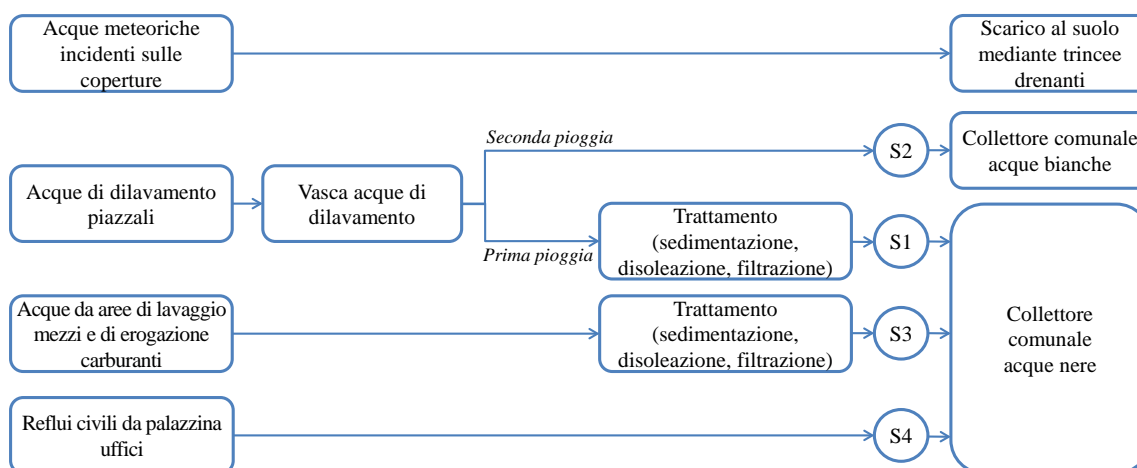 Acque meteoriche
incidenti sulle
coperture
Scarico al suolo
mediante trincee
drenanti
Seconda pioggia
S2
Collettore comunale
acque bianche
Acque di dilavamento
piazzali
Vasca acque di
dilavamento
Prima pioggia
Trattamento
(sedimentazione,
disoleazione, filtrazione)
S1
Acque da aree di lavaggio
mezzi e di erogazione
carburanti
Trattamento
(sedimentazione,
disoleazione, filtrazione)
S3
Collettore
comunale
acque nere
Reflui civili da palazzina
uffici
S4